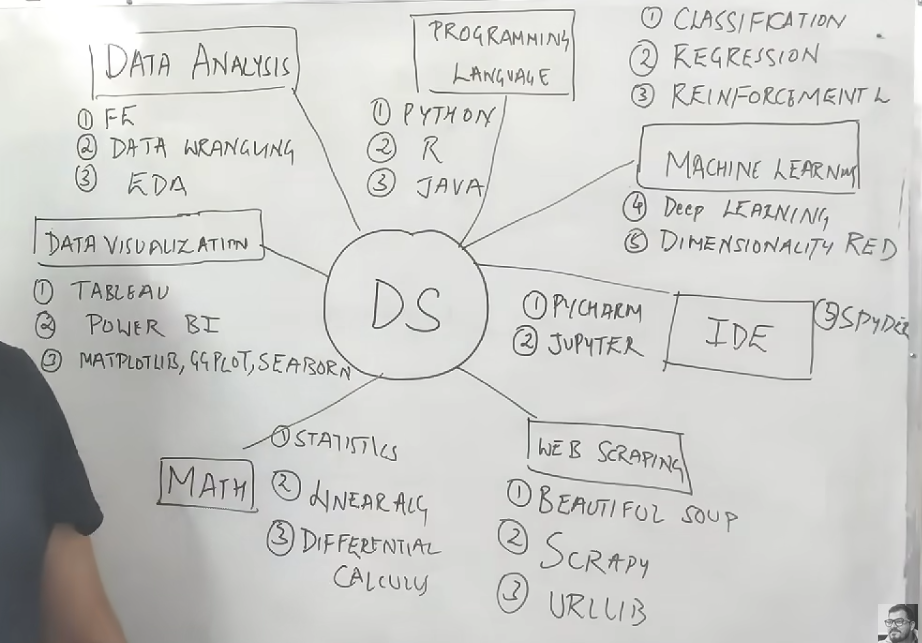 DATA ANALYSIS
① FE
② DATA WRANGLING
③ EDA
PROGRAMMING
LANGUAGE
① PYTHON
② R
③ JAVA
① CLASSIFICATION
② REGRESSION
③ REINFORCEMENT L
MACHINE LEARNING
④ DEEP LEARNING
⑤ DIMENSIONALITY RED
DATA VISUALIZATION
① TABLEAU
② POWER BI
③ MATPLOTLIB, GGPLOT, SEABORN
DS
① PYCHARM
② JUPYTER
IDE
③ SPYDER
MATH
① STATISTICS
② LINEAR ALG
③ DIFFERENTIAL
CALCULUS
WEB SCRAPING
① BEAUTIFUL SOUP
② SCRAPY
③ URLLIB